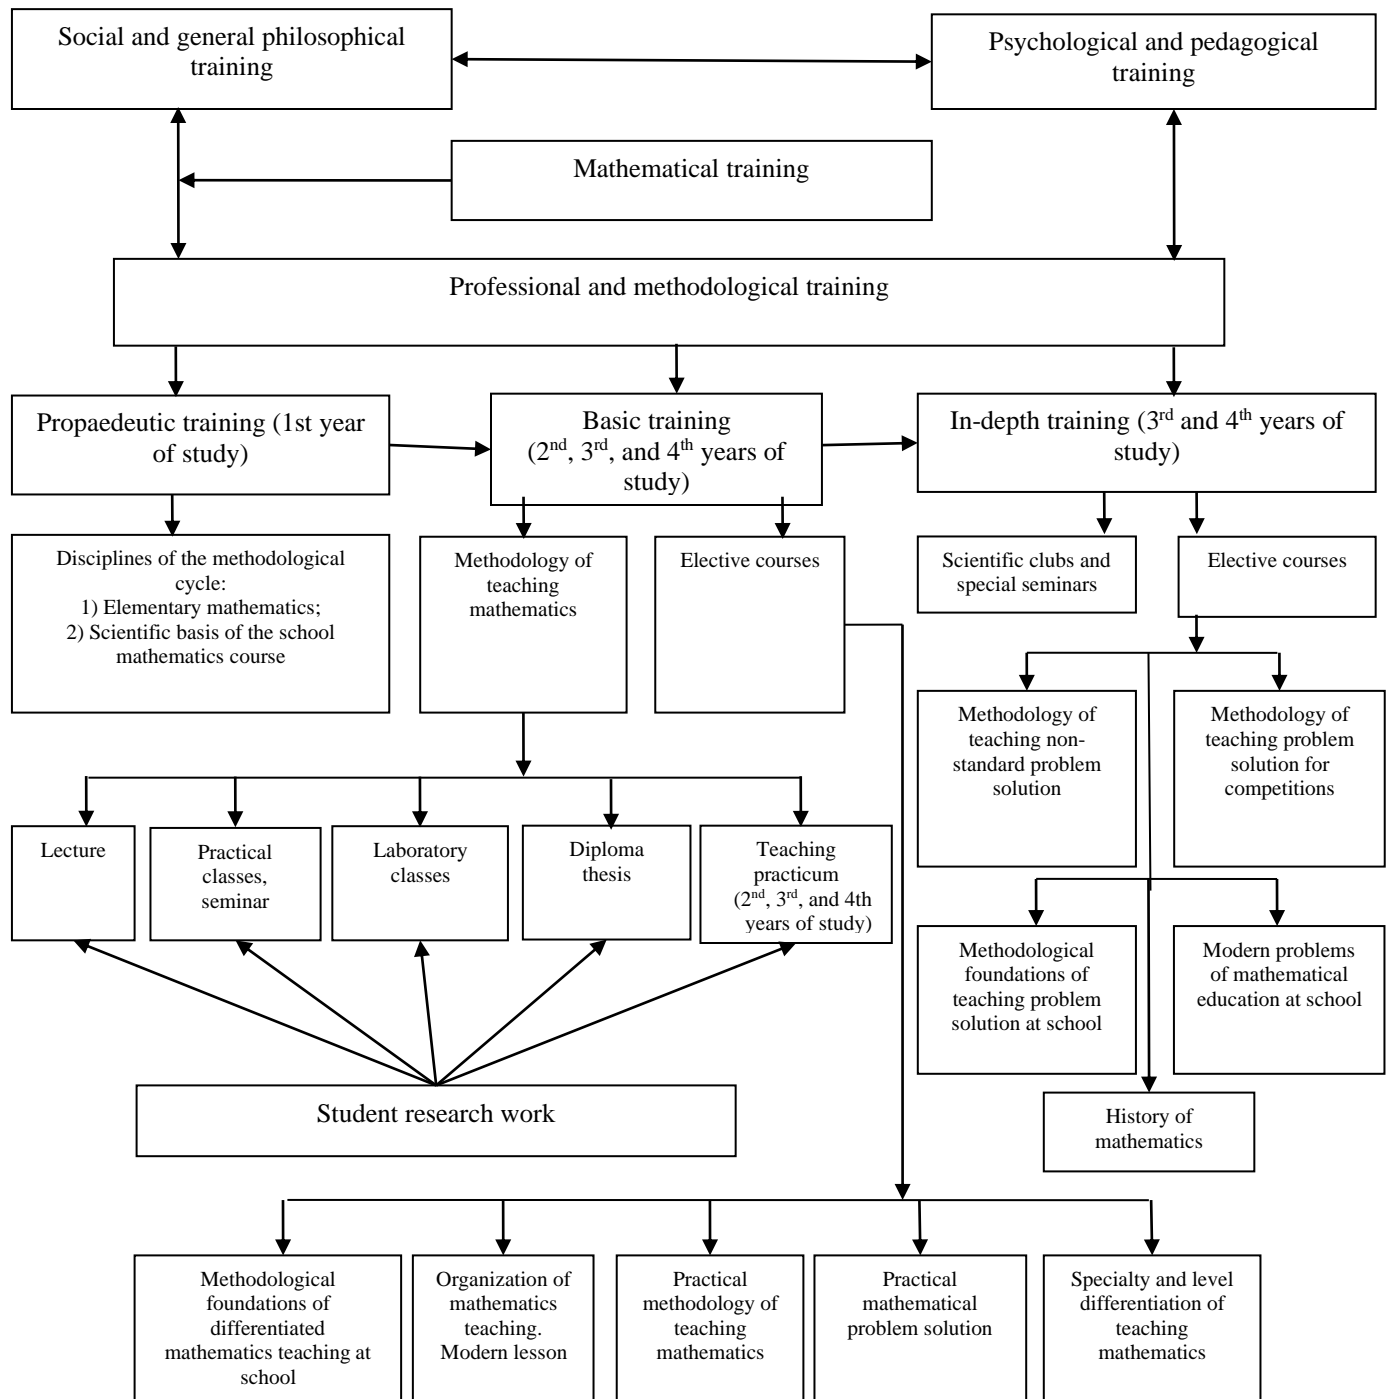 Social and general philosophical
training
Psychological and pedagogical
training
Mathematical training
Professional and methodological training
Propaedeutic training (1st year
of study)
Basic training
(2nd, 3rd, and 4th years of
study)
In-depth training (3rd and 4th years of
study)
Disciplines of the methodological
cycle:
1) Elementary mathematics;
2) Scientific basis of the school
mathematics course
Methodology of
teaching
mathematics
Elective courses
Scientific clubs and
special seminars
Elective courses
Methodology of
teaching non-
standard problem
solution
Methodology of
teaching problem
solution for
competitions
Lecture
Practical
classes,
seminar
Laboratory
classes
Diploma
thesis
Teaching
practicum
(2nd, 3rd, and 4th
years of study)
Methodological
foundations of
teaching problem
solution at school
Modern problems
of mathematical
education at school
Student research work
History of
mathematics
Methodological
foundations of
differentiated
mathematics teaching at
school
Organization of
mathematics
teaching.
Modern lesson
Practical
methodology of
teaching
mathematics
Practical
mathematical
problem solution
Specialty and level
differentiation of
teaching
mathematics